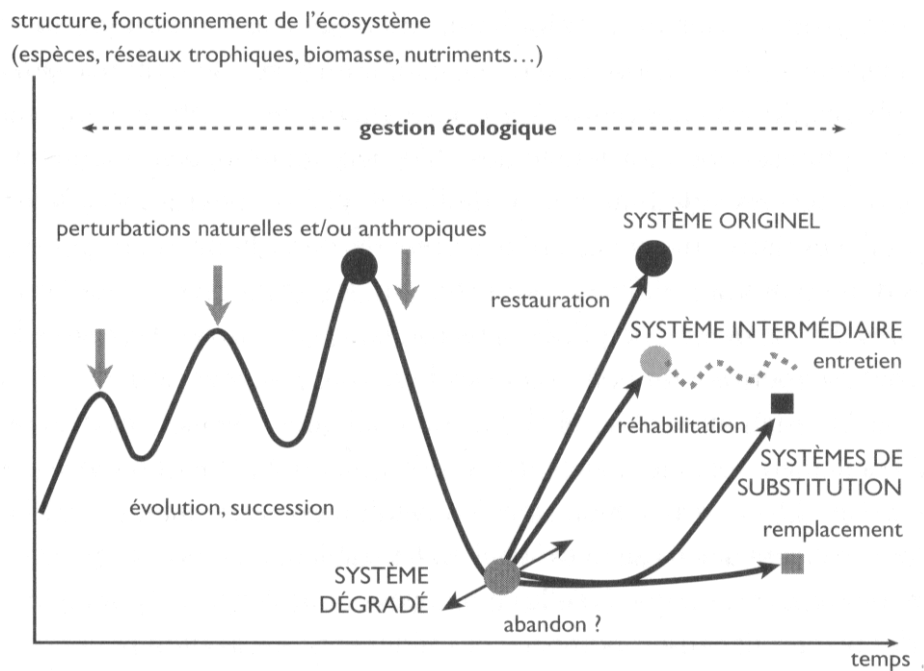 structure, fonctionnement de l'écosystème
(espèces, réseaux trophiques, biomasse, nutriments...)
gestion écologique
perturbations naturelles et/ou anthropiques
SYSTÈME ORIGINEL
restauration
SYSTÈME INTERMÉDIAIRE
entretien
réhabilitation
SYSTÈMES DE
SUBSTITUTION
évolution, succession
remplacement
SYSTÈME
DÉGRADÉ
abandon ?
temps